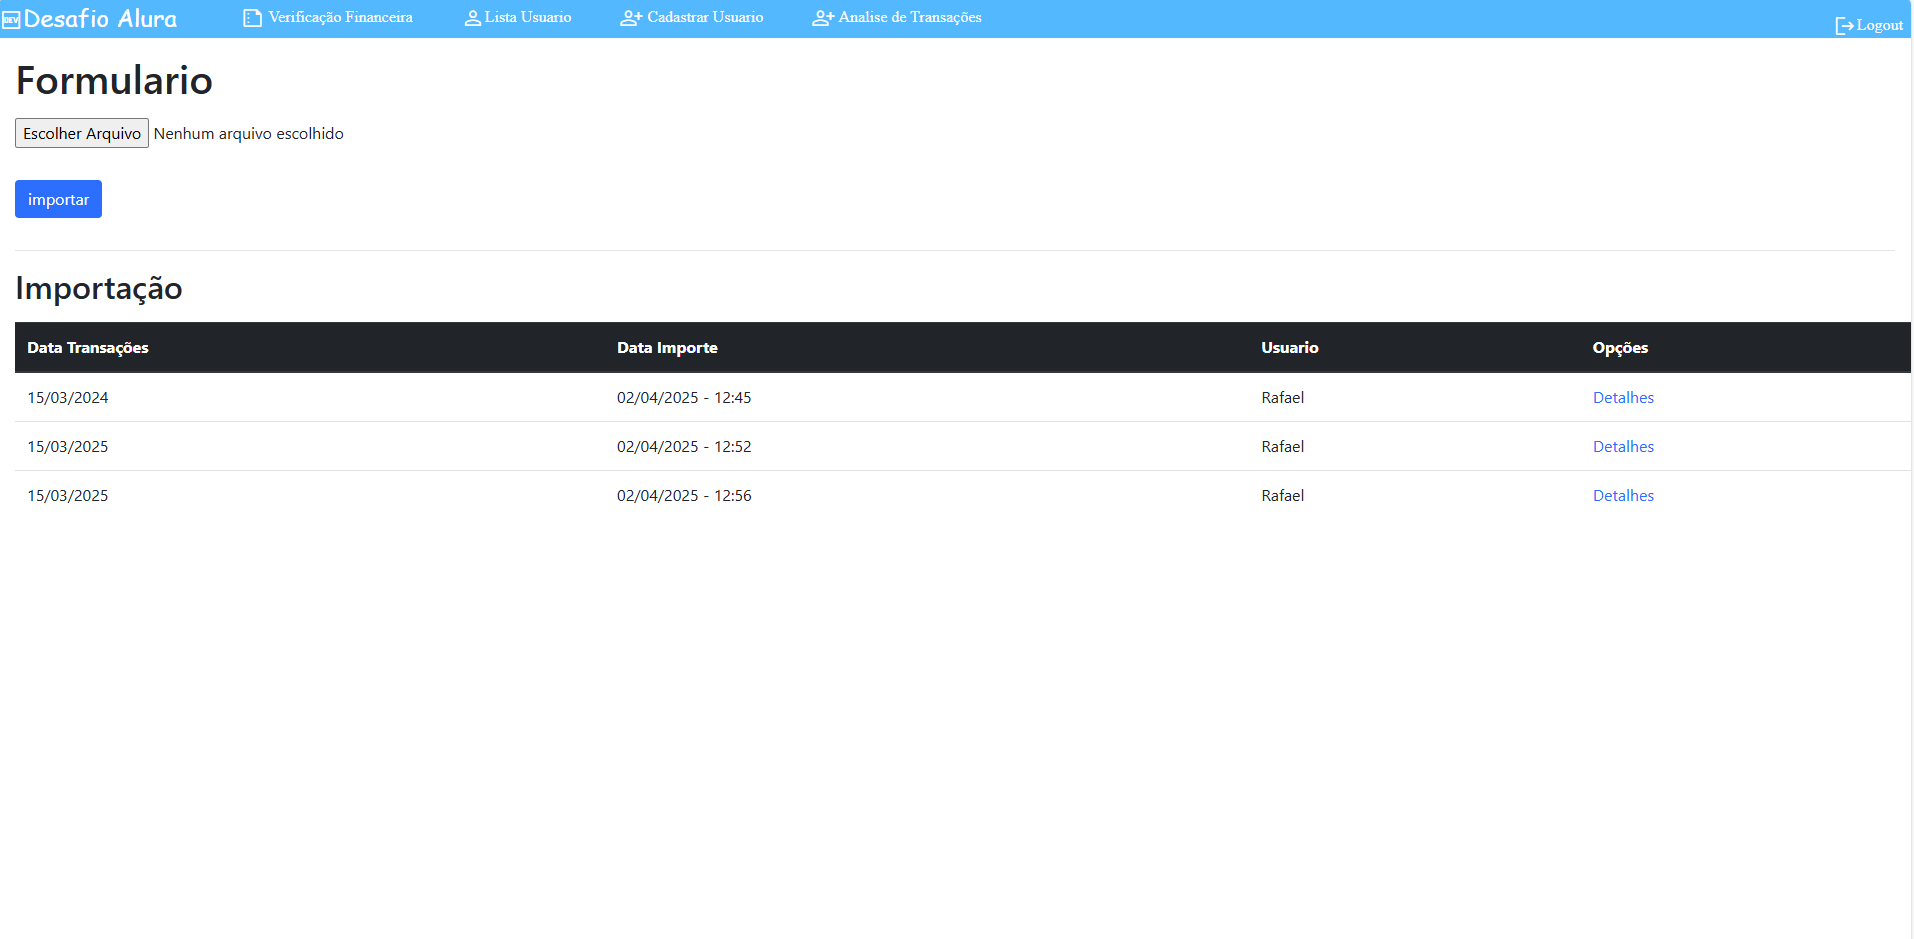 DEV Desafio Alura Verificação Financeira Lista Usuario Cadastrar Usuario Analise de Transações Logout
Formulario
Escolher Arquivo Nenhum arquivo escolhido
importar
Importação
Data Transações Data Importe Usuario Opções
15/03/2024 02/04/2025 - 12:45 Rafael Detalhes
15/03/2025 02/04/2025 - 12:52 Rafael Detalhes
15/03/2025 02/04/2025 - 12:56 Rafael Detalhes